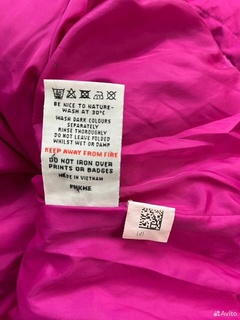 BE NICE TO NATURE-
WASH AT 30°C
WASH DARK COLOURS
SEPARATELY
RINSE THOROUGHLY
DO NOT LEAVE FOLDED
WHILST WET OR DAMP
KEEP AWAY FROM FIRE
DO NOT IRON OVER
PRINTS OR BADGES
MADE IN VIETNAM
Avito